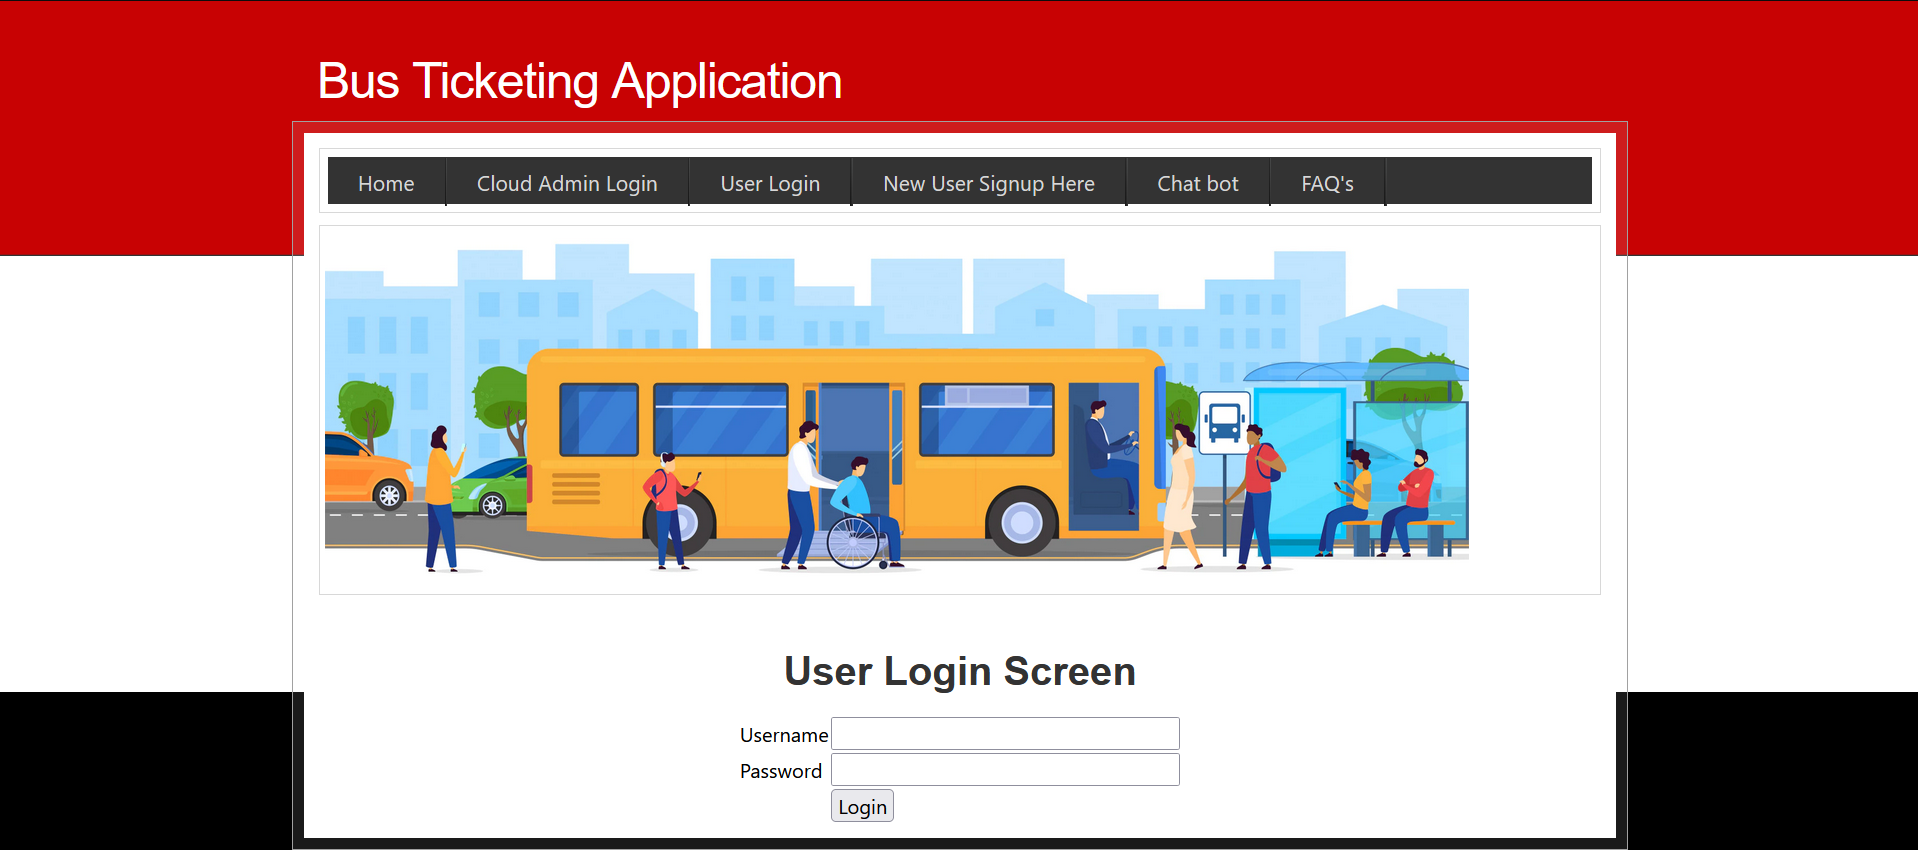 Bus Ticketing Application
Home Cloud Admin Login User Login New User Signup Here Chat bot FAQ's
User Login Screen
Username
Password
Login